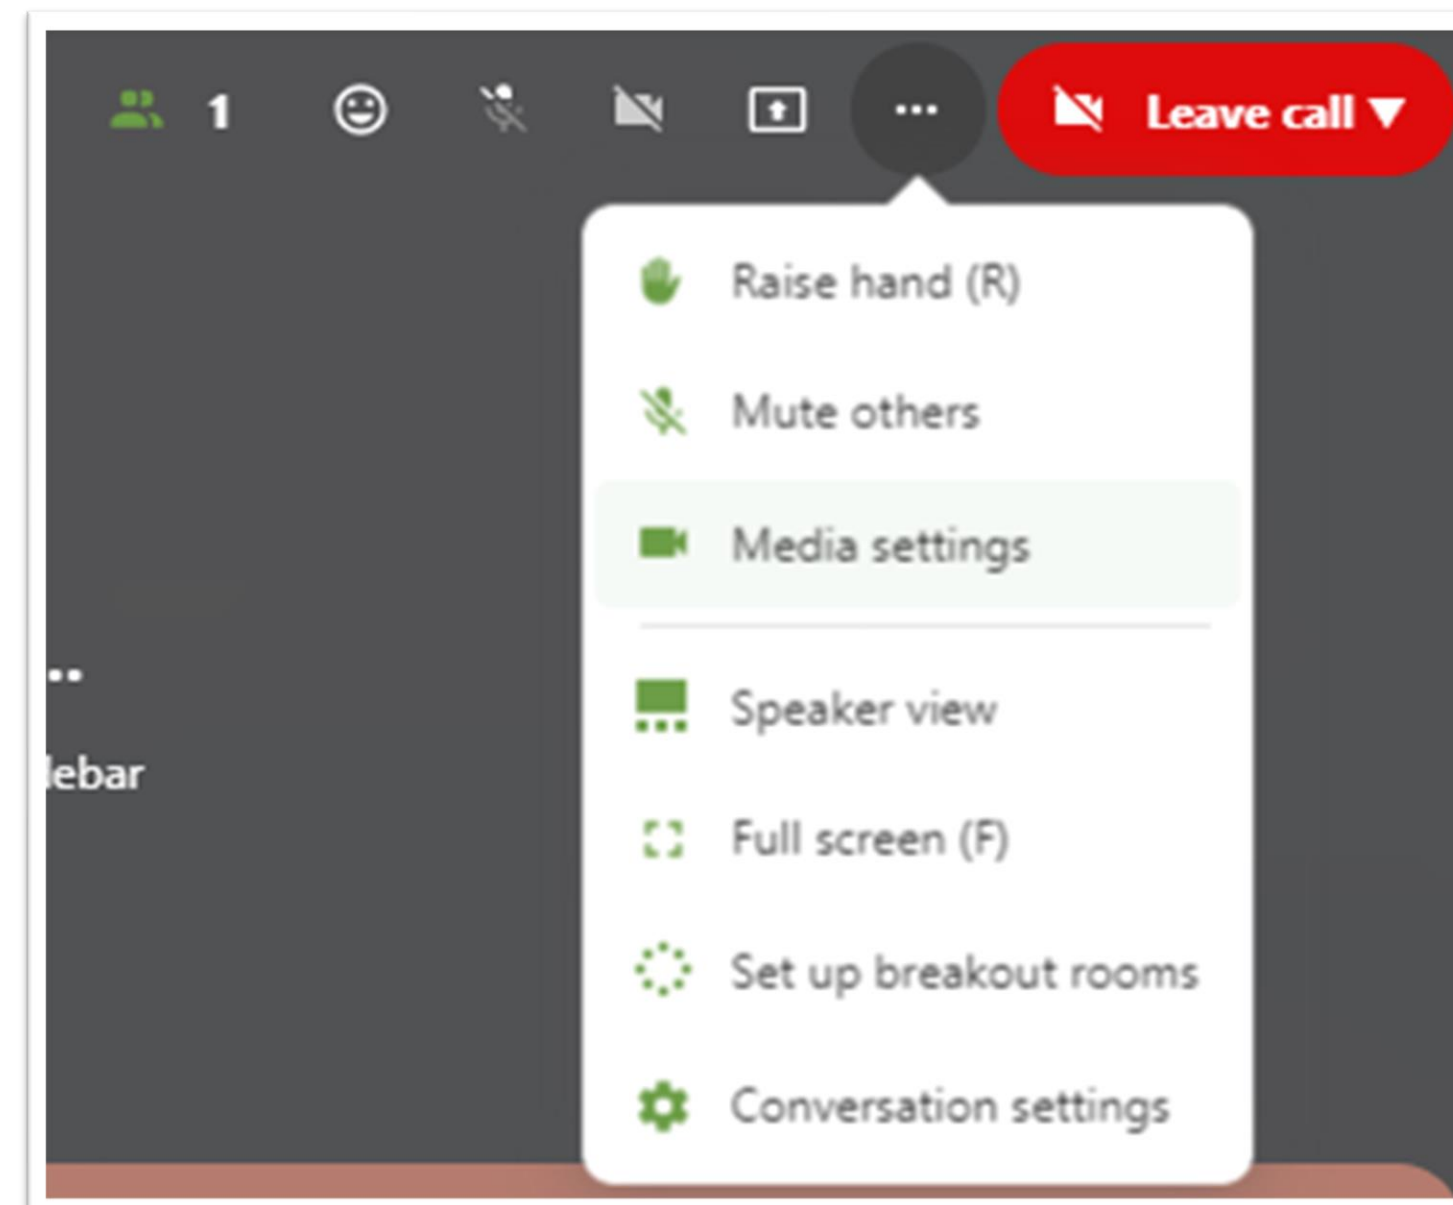 1
Leave call
Raise hand (R)
Mute others
Media settings
Speaker view
Full screen (F)
lebar
Set up breakout rooms
Conversation settings